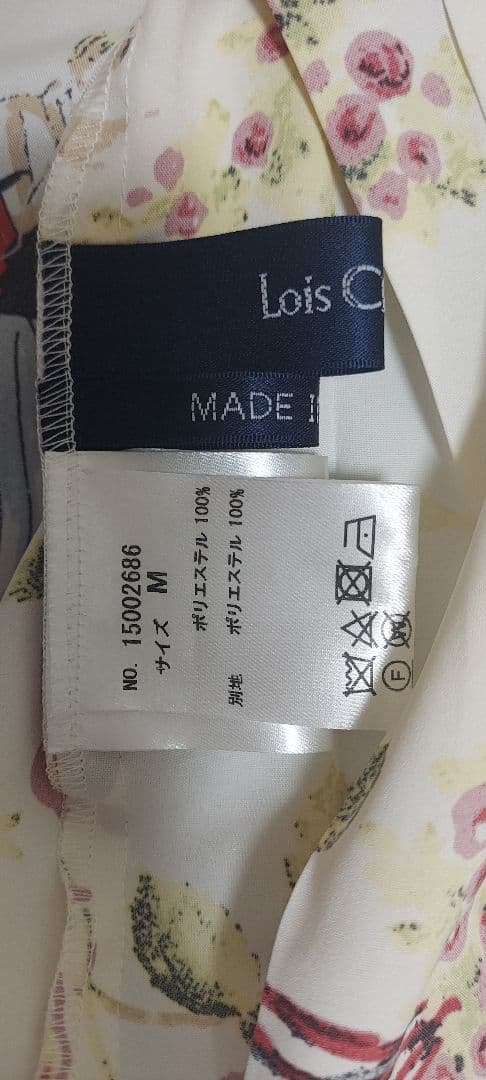 Lois C
MADE I
NO. 15002686
サイズ M
ポリエステル 100%
別地 ポリエステル 100%
F